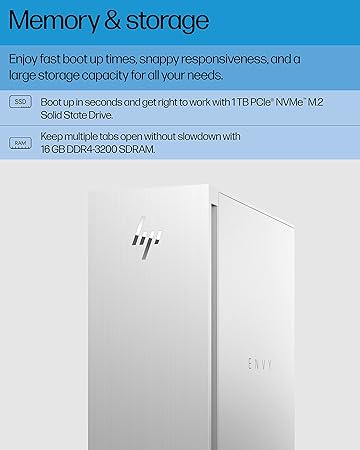 Memory & storage
Enjoy fast boot up times, snappy responsiveness, and a
large storage capacity for all your needs.
SSD
Boot up in seconds and get right to work with 1 TB PCIe® NVMe™ M.2
Solid State Drive.
RAM
Keep multiple tabs open without slowdown with
16 GB DDR4-3200 SDRAM.
hp
ENVY